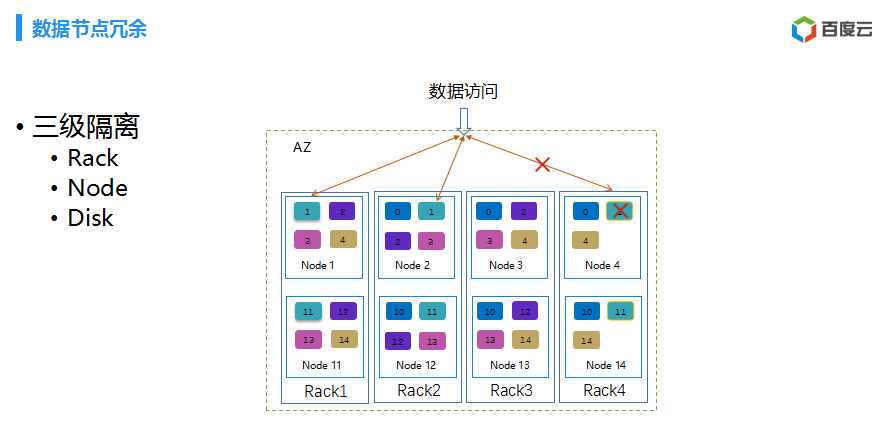 数据节点冗余
百度云
• 三级隔离
• Rack
• Node
• Disk
数据访问
AZ
1 2
3 4
Node 1
0 1
2 3
Node 2
0 2
3 4
Node 3
0
4
Node 4
11 12
13 14
Node 11
10 11
12 13
Node 12
10 12
13 14
Node 13
10 11
14
Node 14
Rack1
Rack2
Rack3
Rack4